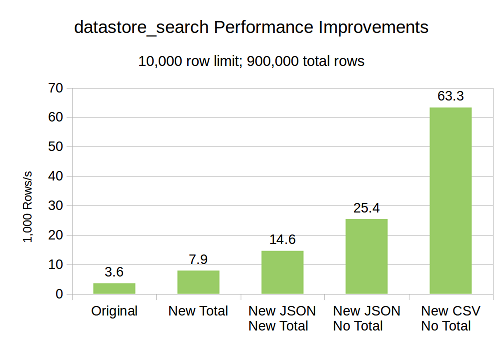 datastore_search Performance Improvements
10,000 row limit; 900,000 total rows
1,000 Rows/s
70
60
50
40
30
20
10
0
3.6
7.9
14.6
25.4
63.3
Original
New Total
New JSON
New Total
New JSON
No Total
New CSV
No Total